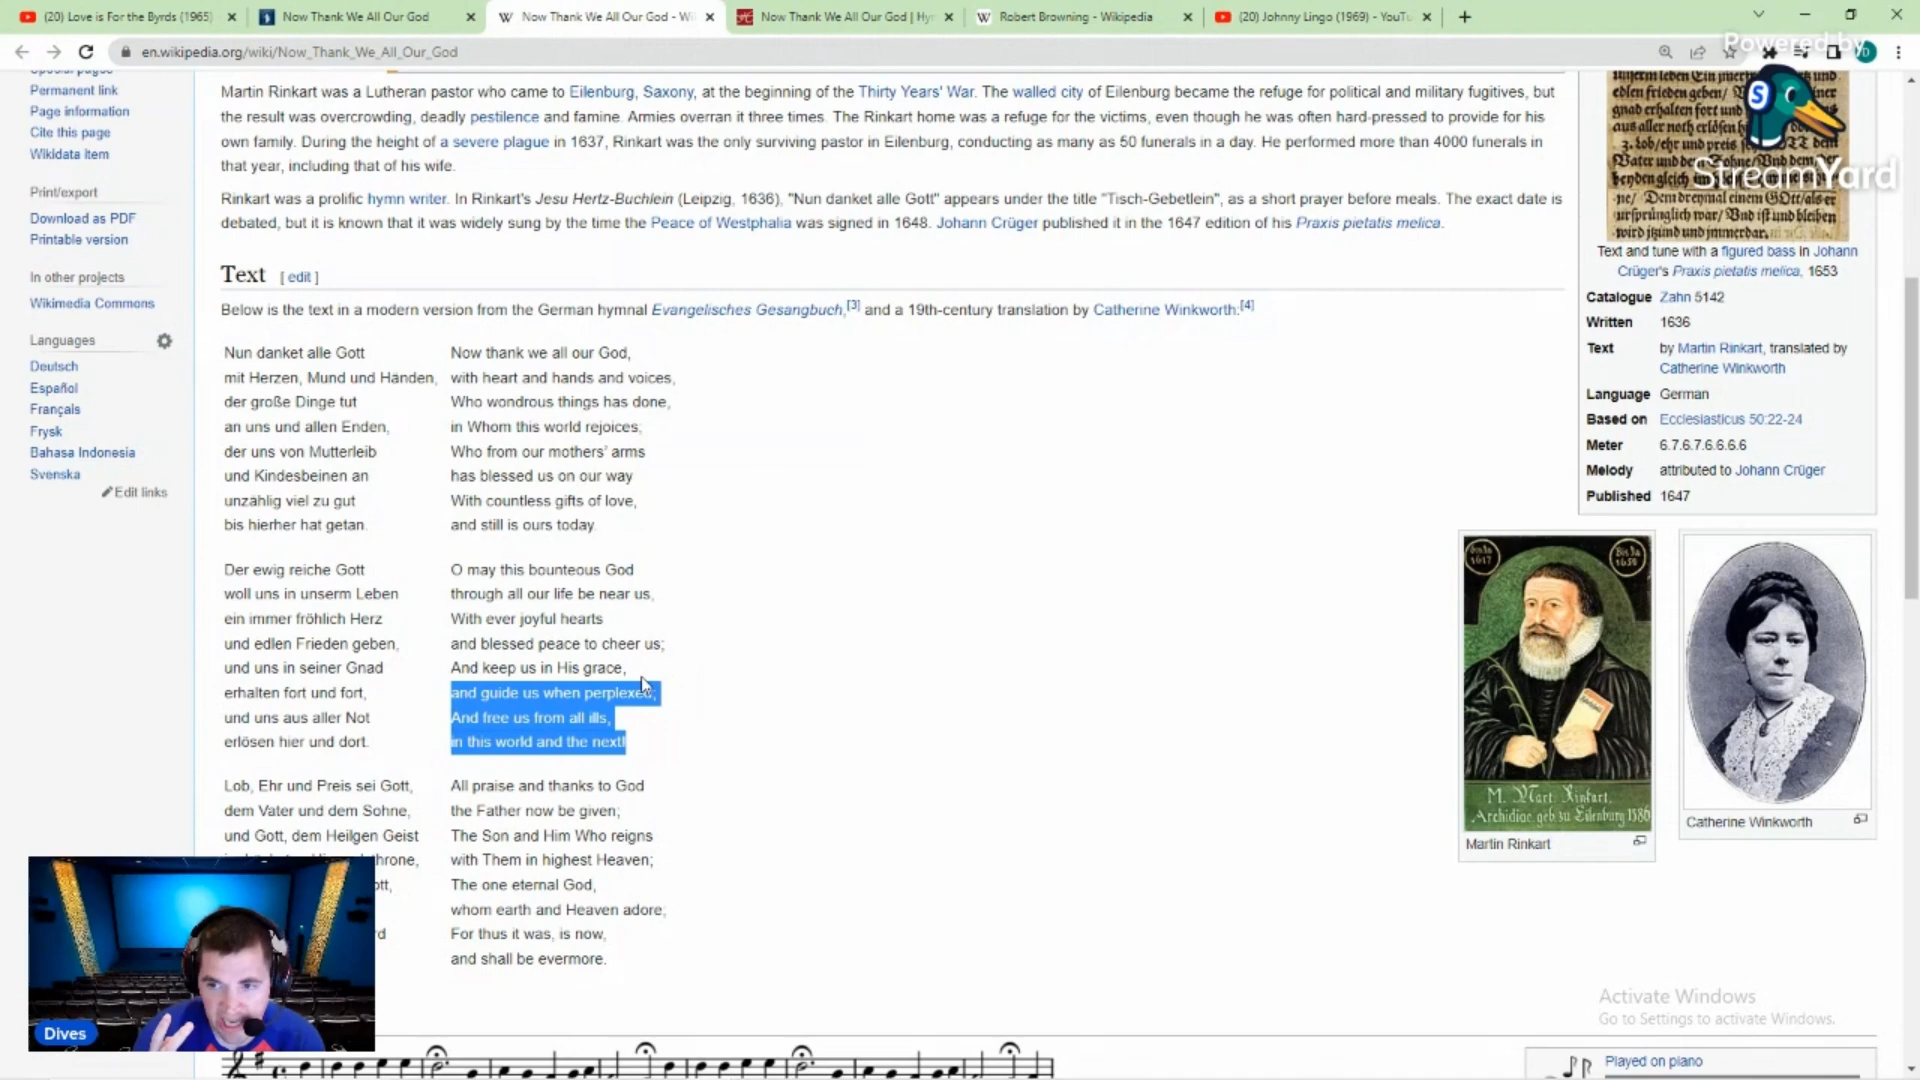 (20) Love is For the Byrds (1965)
Now Thank We All Our God
Now Thank We All Our God - Wi
Now Thank We All Our God | Hy
Robert Browning - Wikipedia
(20) Johnny Lingo (1969) - YouTu
en.wikipedia.org/wiki/Now_Thank_We_All_Our_God
Powered by
StreamYard
Special pages
Permanent link
Page information
Cite this page
Wikidata item
Print/export
Download as PDF
Printable version
In other projects
Wikimedia Commons
Languages
Deutsch
Español
Français
Frysk
Bahasa Indonesia
Svenska
Edit links
Martin Rinkart was a Lutheran pastor who came to Eilenburg, Saxony, at the beginning of the Thirty Years' War. The walled city of Eilenburg became the refuge for political and military fugitives, but
the result was overcrowding, deadly pestilence and famine. Armies overran it three times. The Rinkart home was a refuge for the victims, even though he was often hard-pressed to provide for his
own family. During the height of a severe plague in 1637, Rinkart was the only surviving pastor in Eilenburg, conducting as many as 50 funerals in a day. He performed more than 4000 funerals in
that year, including that of his wife.
Rinkart was a prolific hymn writer. In Rinkart's Jesu Hertz-Buchlein (Leipzig, 1636), "Nun danket alle Gott" appears under the title "Tisch-Gebetlein", as a short prayer before meals. The exact date is
debated, but it is known that it was widely sung by the time the Peace of Westphalia was signed in 1648. Johann Crüger published it in the 1647 edition of his Praxis pietatis melica.
Text [ edit ]
Below is the text in a modern version from the German hymnal Evangelisches Gesangbuch,[3] and a 19th-century translation by Catherine Winkworth:[4]
Nun danket alle Gott
mit Herzen, Mund und Händen,
der große Dinge tut
an uns und allen Enden,
der uns von Mutterleib
und Kindesbeinen an
unzählig viel zu gut
bis hierher hat getan.
Der ewig reiche Gott
woll uns in unserm Leben
ein immer fröhlich Herz
und edlen Frieden geben,
und uns in seiner Gnad
erhalten fort und fort,
und uns aus aller Not
erlösen hier und dort.
Lob, Ehr und Preis sei Gott,
dem Vater und dem Sohne,
und Gott, dem Heilgen Geist
throne,
ott,
d
Now thank we all our God,
with heart and hands and voices,
Who wondrous things has done,
in Whom this world rejoices;
Who from our mothers' arms
has blessed us on our way
With countless gifts of love,
and still is ours today.
O may this bounteous God
through all our life be near us,
With ever joyful hearts
and blessed peace to cheer us;
And keep us in His grace,
and guide us when perplexed;
And free us from all ills,
in this world and the next!
All praise and thanks to God
the Father now be given;
The Son and Him Who reigns
with Them in highest Heaven;
The one eternal God,
whom earth and Heaven adore;
For thus it was, is now,
and shall be evermore.
Text and tune with a figured bass in Johann
Crüger's Praxis pietatis melica, 1653
Catalogue Zahn 5142
Written 1636
Text by Martin Rinkart, translated by
Catherine Winkworth
Language German
Based on Ecclesiasticus 50:22-24
Meter 6.7.6.7.6.6.6.6
Melody attributed to Johann Crüger
Published 1647
M. Mart. Rinkart,
Archidiac. geb. zu Eilenburg 1586
Martin Rinkart
Catherine Winkworth
Dives
Activate Windows
Go to Settings to activate Windows.
Played on piano